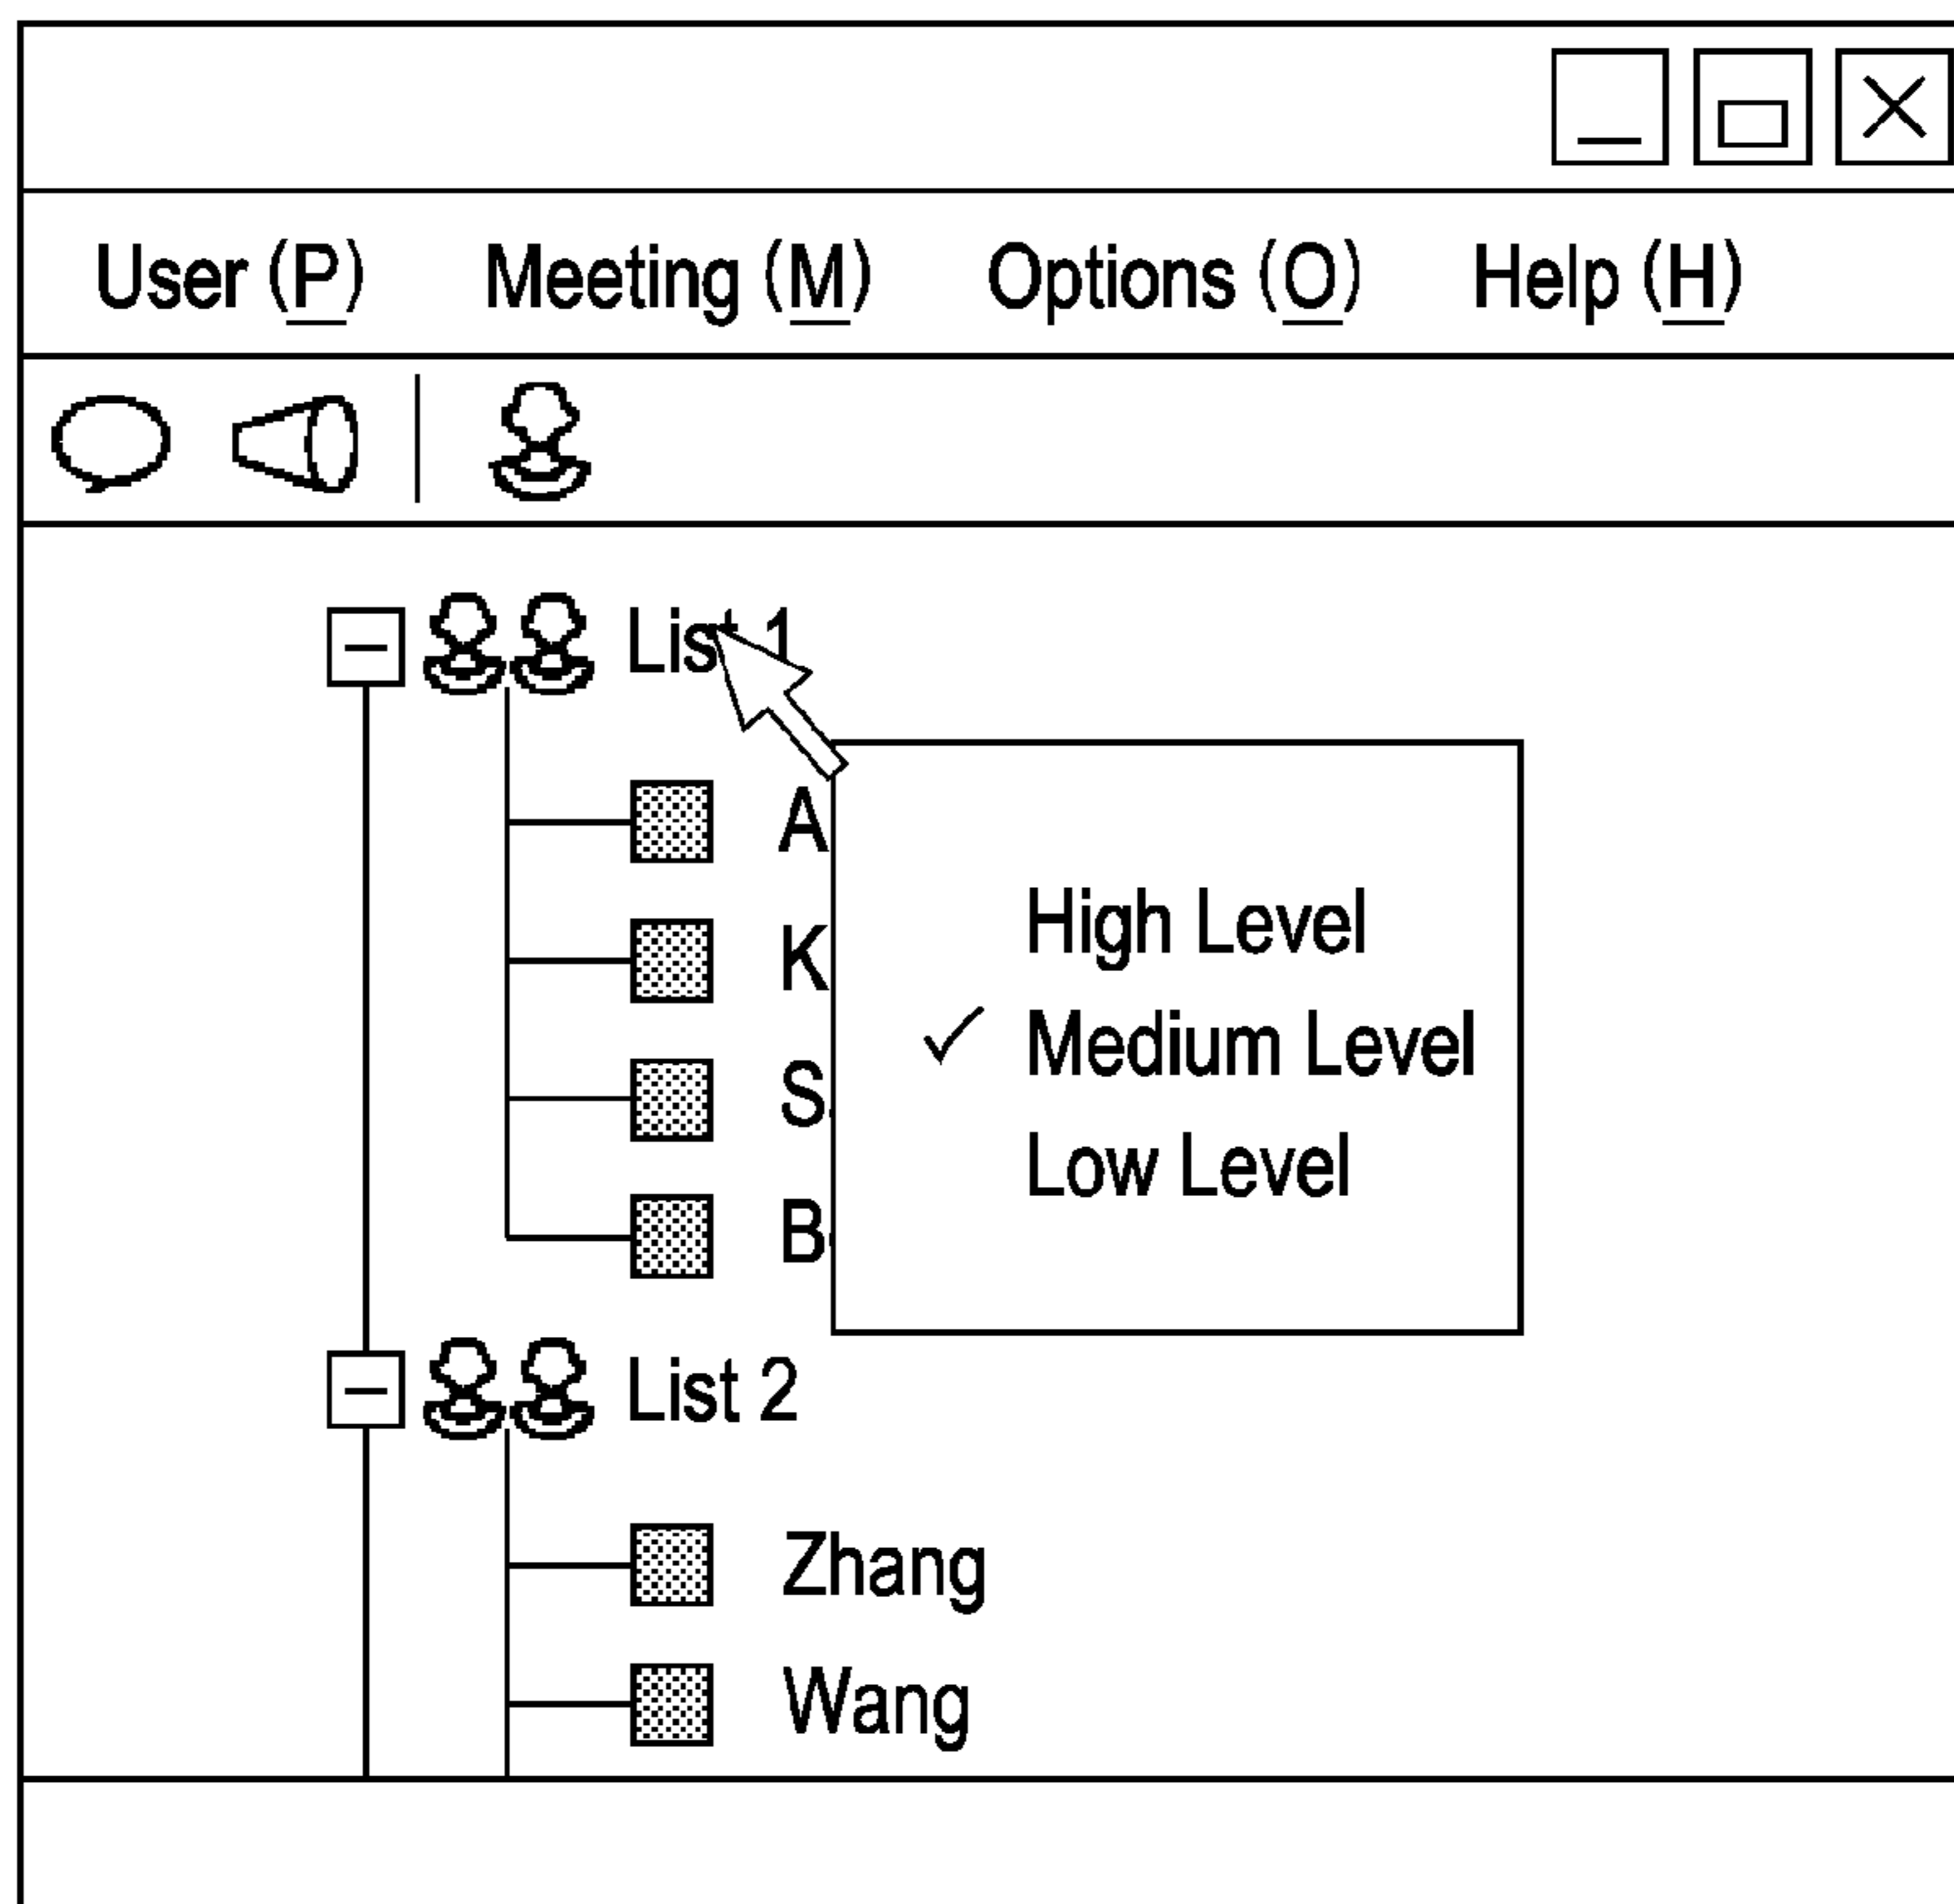 User (P) Meeting (M) Options (O) Help (H)
List 1
A
K
S
B
High Level
Medium Level
Low Level
List 2
Zhang
Wang